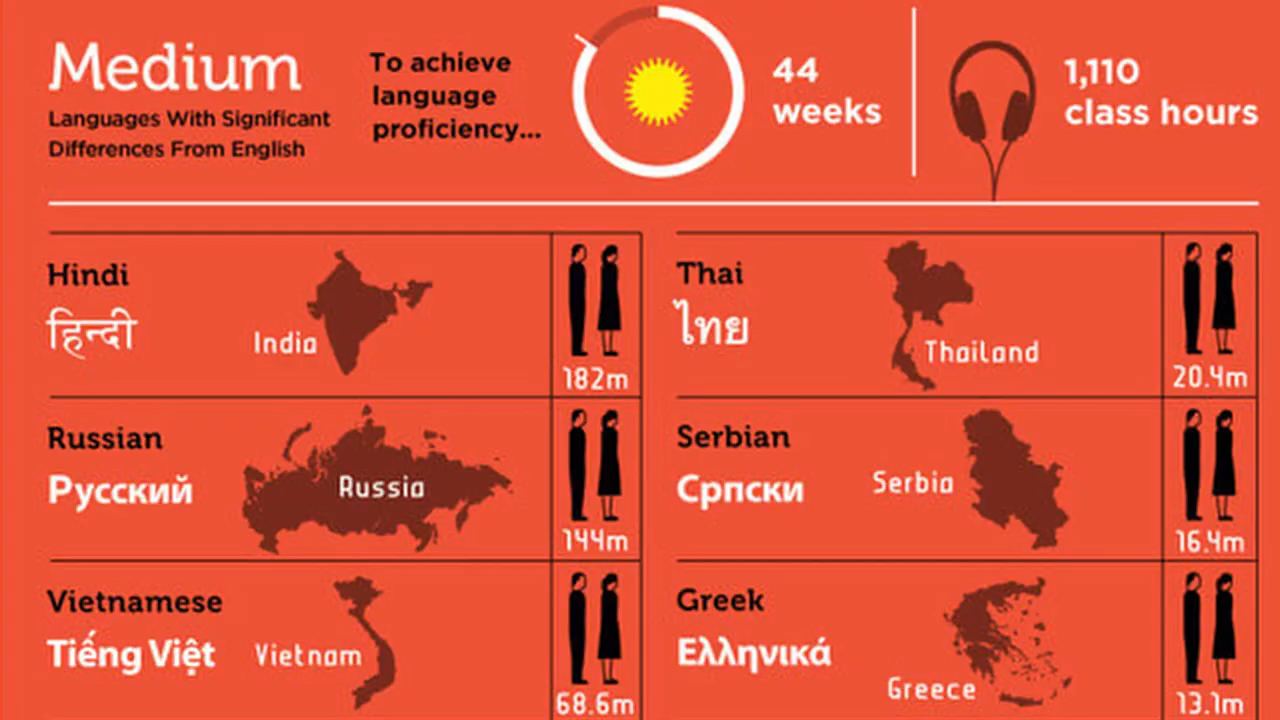 Medium
Languages With Significant
Differences From English
To achieve
language
proficiency...
44
weeks
1,110
class hours
Hindi
हिन्दी
India
182m
Thai
ไทย
Thailand
20.4m
Russian
Русский
Russia
144m
Serbian
Српски
Serbia
16.4m
Vietnamese
Tiếng Việt
Vietnam
68.6m
Greek
Ελληνικά
Greece
13.1m